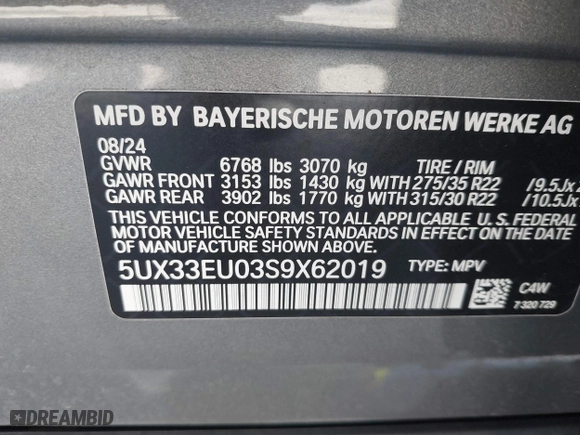 MFD BY BAYERISCHE MOTOREN WERKE AG
08/24
GVWR 6768 lbs 3070 kg TIRE / RIM
GAWR FRONT 3153 lbs 1430 kg WITH 275/35 R22 /9.5Jx
GAWR REAR 3902 lbs 1770 kg WITH 315/30 R22 /10.5Jx
THIS VEHICLE CONFORMS TO ALL APPLICABLE U.S. FEDERAL
MOTOR VEHICLE SAFETY STANDARDS IN EFFECT ON THE DATE
OF MANUFACTURE SHOWN ABOVE.
5UX33EU03S9X62019 TYPE: MPV
C4W
7 320 729
DREAMBID